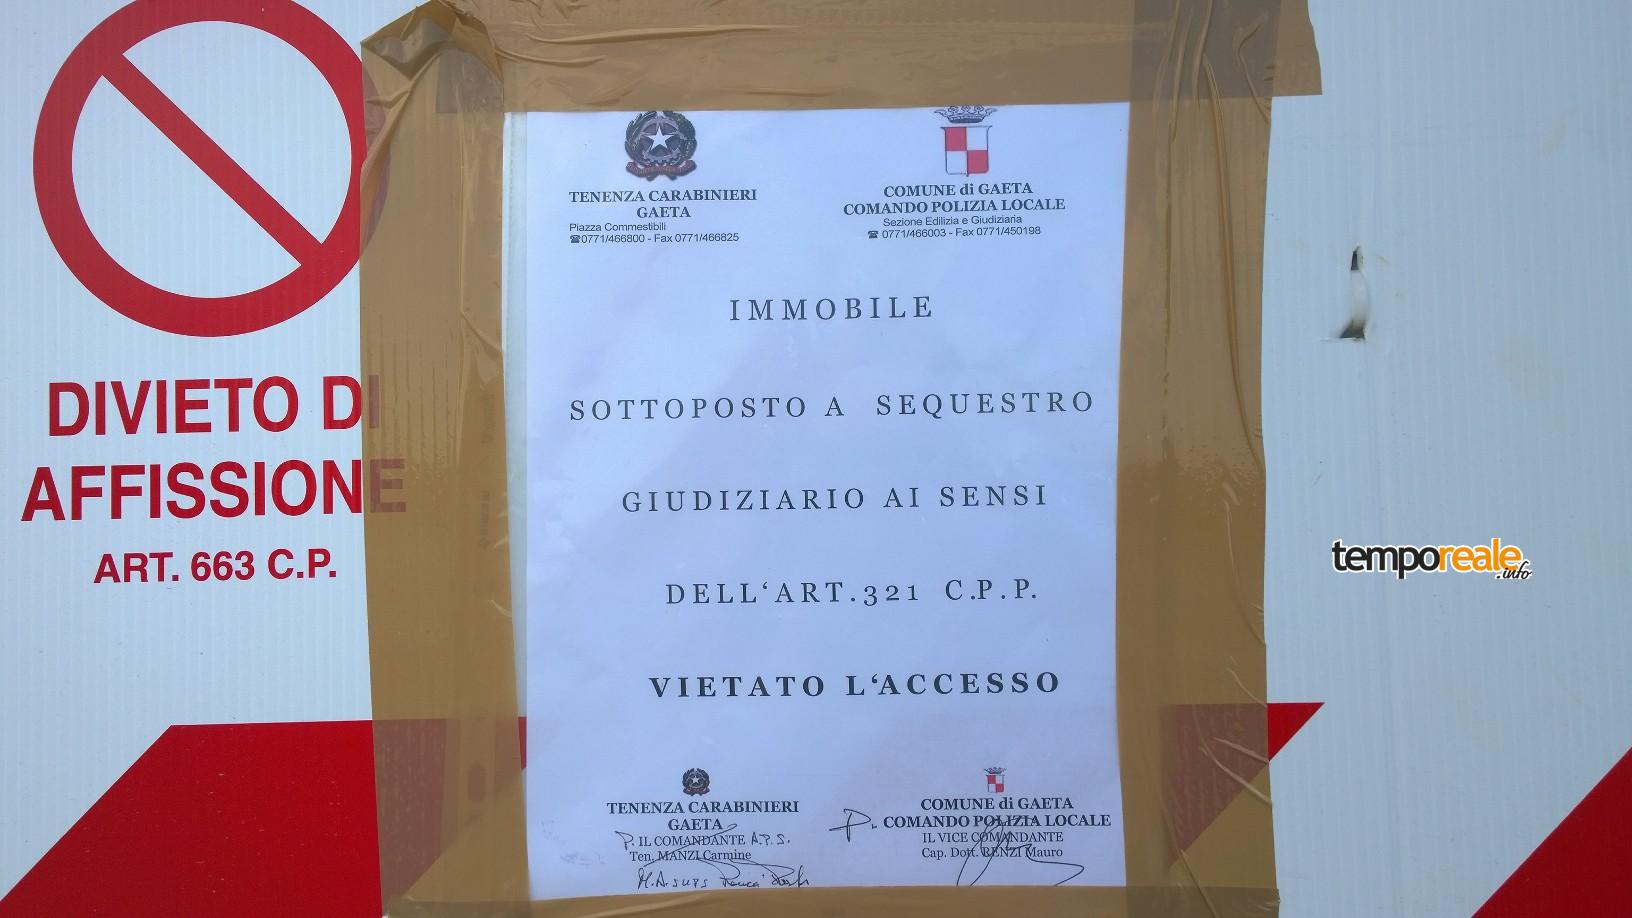 DIVIETO DI
AFFISSIONE
ART. 663 C.P.
TENENZA CARABINIERI
GAETA
Piazza Commestibili
☎0771/466800 - Fax 0771/466825
COMUNE di GAETA
COMANDO POLIZIA LOCALE
Sezione Edilizia e Giudiziaria
☎ 0771/466003 - Fax 0771/450198
IMMOBILE
SOTTOPOSTO A SEQUESTRO
GIUDIZIARIO AI SENSI
DELL‘ART.321 C.P.P.
VIETATO L‘ACCESSO
TENENZA CARABINIERI
GAETA
P. IL COMANDANTE A.P.S.
Ten. MANZI Carmine
COMUNE di GAETA
P. COMANDO POLIZIA LOCALE
IL VICE COMANDANTE
Cap. Dott. RENZI Mauro
temporeale.info